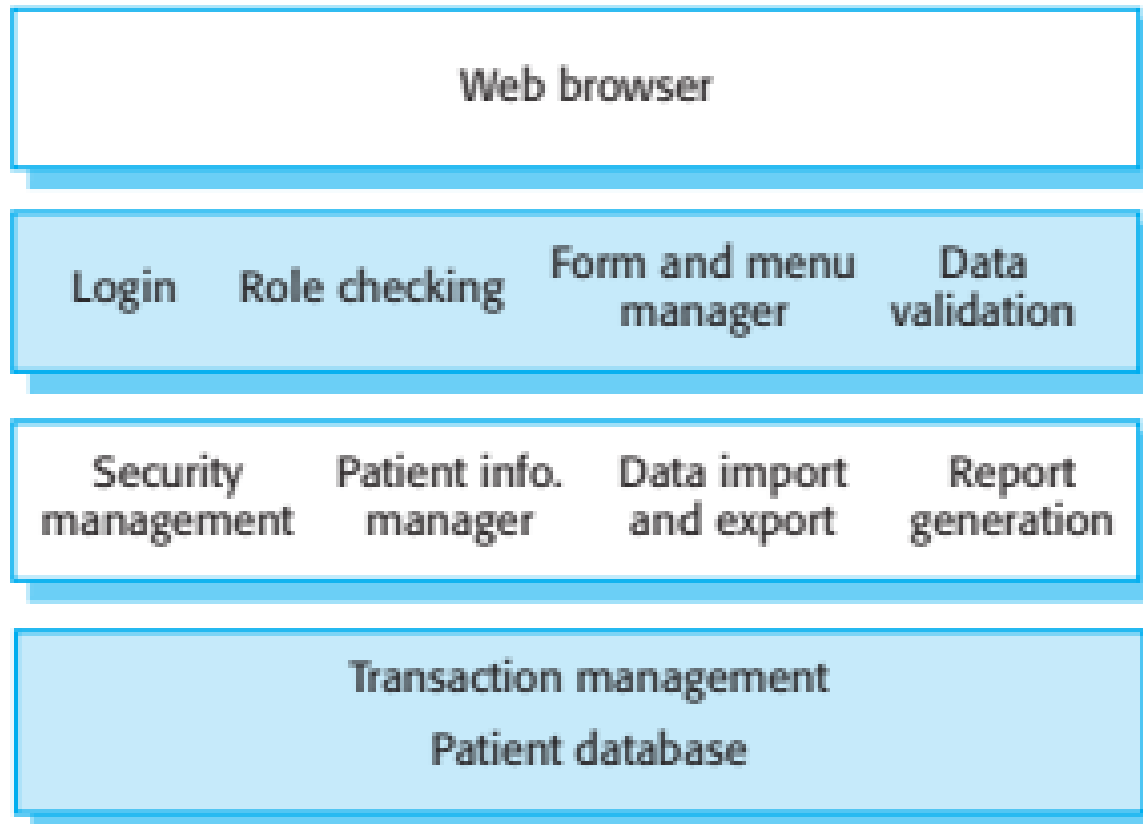 Web browser
Login
Role checking
Form and menu
manager
Data
validation
Security
management
Patient info.
manager
Data import
and export
Report
generation
Transaction management
Patient database